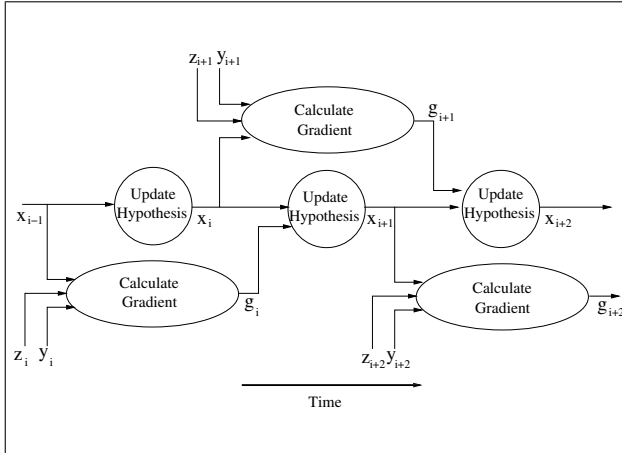 z_{i+1} y_{i+1}
Calculate
Gradient
g_{i+1}
Update
Hypothesis
Update
Hypothesis
Update
Hypothesis
x_{i−1}
x_i
x_{i+1}
x_{i+2}
Calculate
Gradient
g_i
Calculate
Gradient
g_{i+2}
z_i y_i
z_{i+2} y_{i+2}
Time